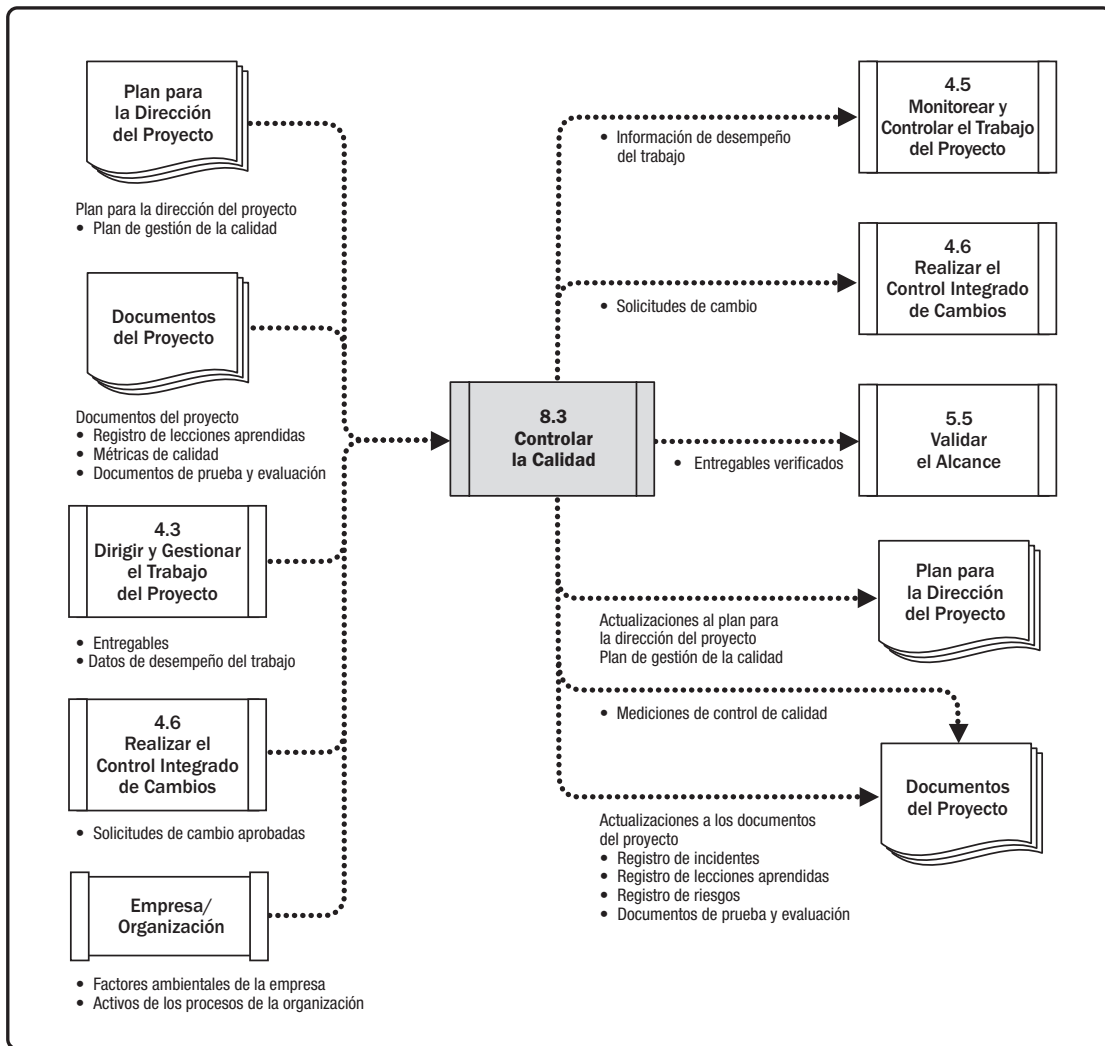 Plan para
la Dirección
del Proyecto
Plan para la dirección del proyecto
• Plan de gestión de la calidad
Documentos
del Proyecto
Documentos del proyecto
• Registro de lecciones aprendidas
• Métricas de calidad
• Documentos de prueba y evaluación
4.3
Dirigir y Gestionar
el Trabajo
del Proyecto
• Entregables
• Datos de desempeño del trabajo
4.6
Realizar el
Control Integrado
de Cambios
• Solicitudes de cambio aprobadas
Empresa/
Organización
• Factores ambientales de la empresa
• Activos de los procesos de la organización
8.3
Controlar
la Calidad
• Información de desempeño
del trabajo
4.5
Monitorear y
Controlar el Trabajo
del Proyecto
• Solicitudes de cambio
4.6
Realizar el
Control Integrado
de Cambios
• Entregables verificados
5.5
Validar
el Alcance
Actualizaciones al plan para
la dirección del proyecto
Plan de gestión de la calidad
Plan para
la Dirección
del Proyecto
• Mediciones de control de calidad
Documentos
del Proyecto
Actualizaciones a los documentos
del proyecto
• Registro de incidentes
• Registro de lecciones aprendidas
• Registro de riesgos
• Documentos de prueba y evaluación